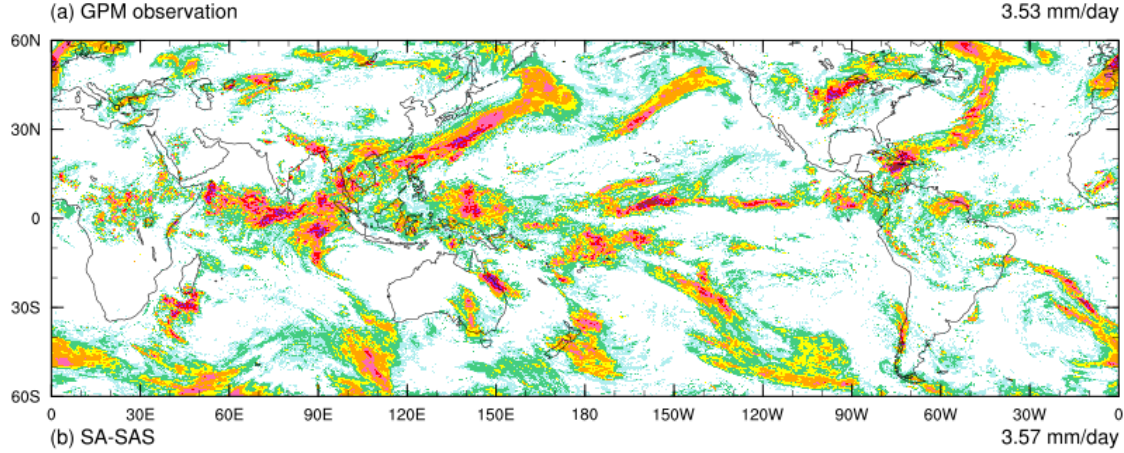 (a) GPM observation 3.53 mm/day
60N
30N
0
30S
60S
0 30E 60E 90E 120E 150E 180 150W 120W 90W 60W 30W 0
(b) SA-SAS 3.57 mm/day